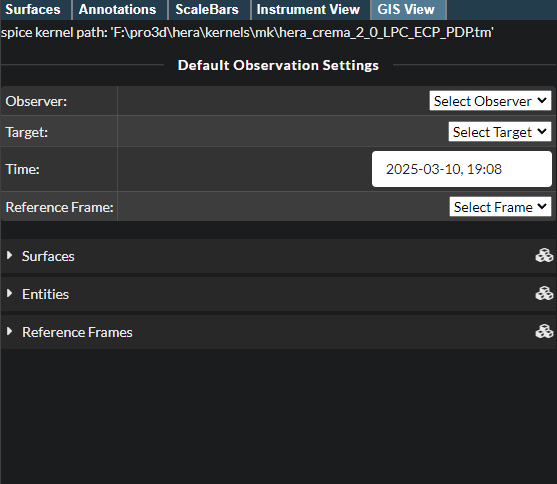 Surfaces Annotations ScaleBars Instrument View GIS View
spice kernel path: 'F:\pro3d\hera\kernels\mk\hera_crema_2_0_LPC_ECP_PDP.tm'
Default Observation Settings
Observer: Select Observer
Target: Select Target
Time: 2025-03-10, 19:08
Reference Frame: Select Frame
Surfaces
Entities
Reference Frames